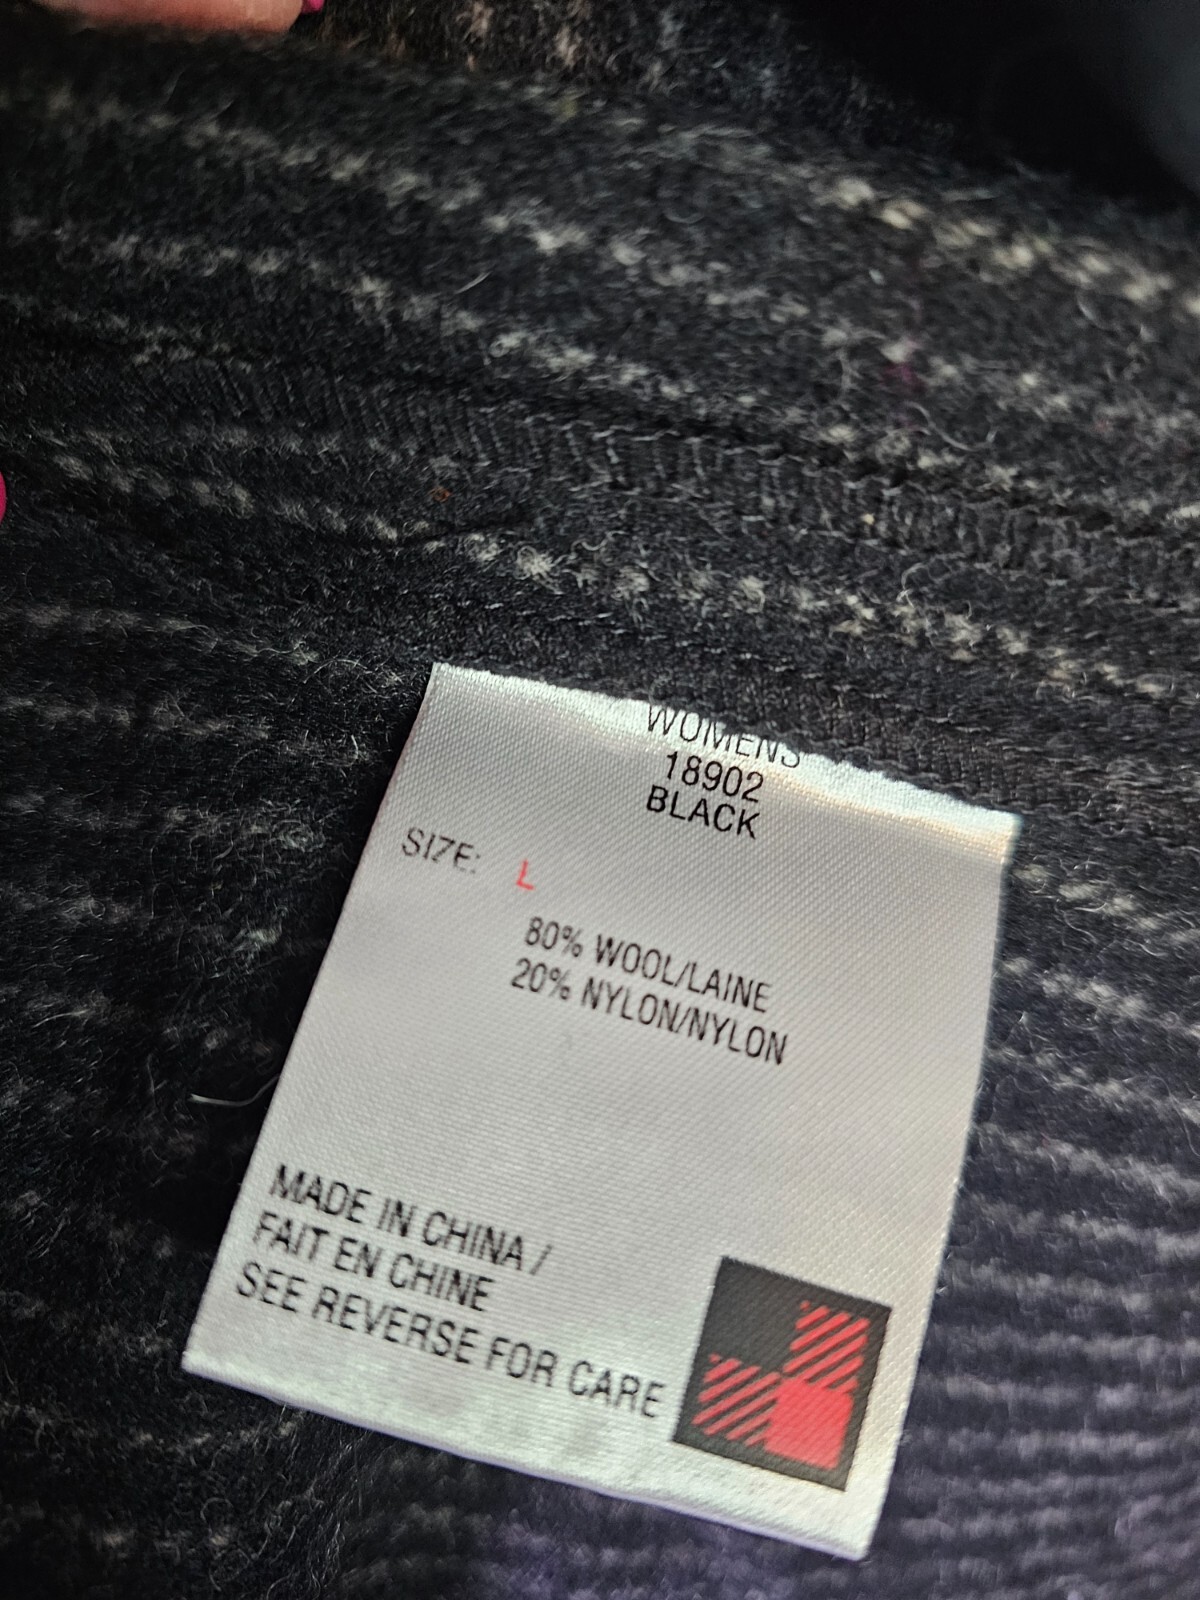 WOMENS
18902
BLACK
SIZE: L
80% WOOL/LAINE
20% NYLON/NYLON
MADE IN CHINA /
FAIT EN CHINE
SEE REVERSE FOR CARE